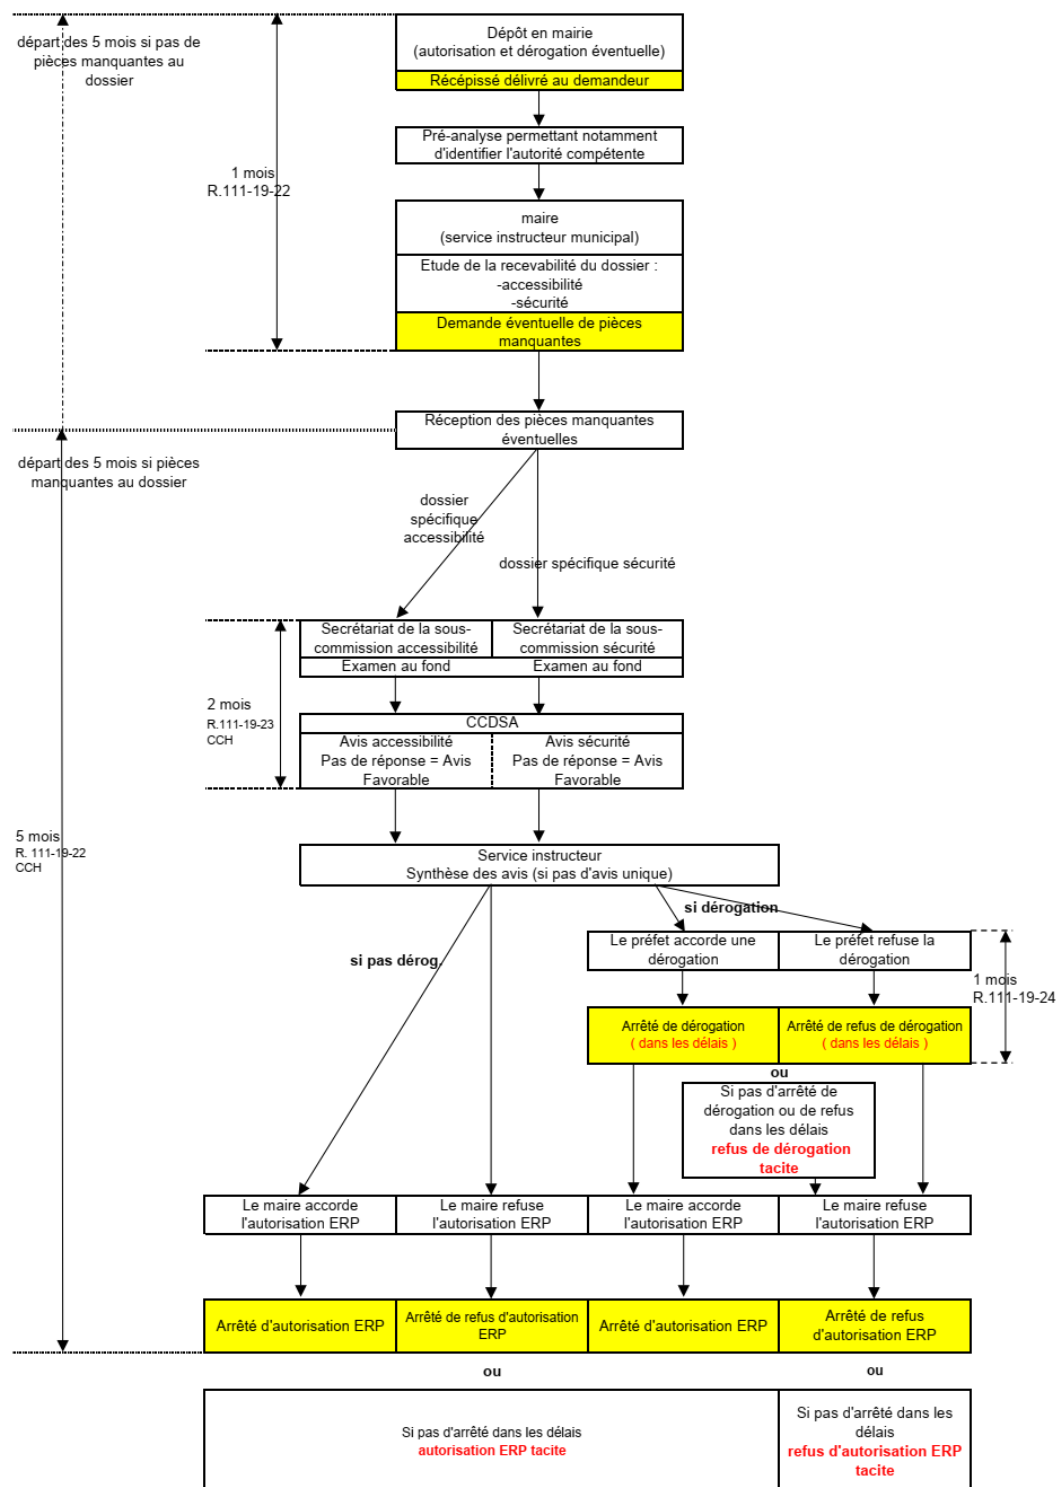 départ des 5 mois si pas de
pièces manquantes au
dossier
Dépôt en mairie
(autorisation et dérogation éventuelle)
Récépissé délivré au demandeur
Pré-analyse permettant notamment
d'identifier l'autorité compétente
1 mois
R.111-19-22
maire
(service instructeur municipal)
Etude de la recevabilité du dossier :
-accessibilité
-sécurité
Demande éventuelle de pièces
manquantes
Réception des pièces manquantes
éventuelles
départ des 5 mois si pièces
manquantes au dossier
dossier
spécifique
accessibilité
dossier spécifique sécurité
Secrétariat de la sous-
commission accessibilité
Secrétariat de la sous-
commission sécurité
Examen au fond
Examen au fond
2 mois
R.111-19-23
CCH
CCDSA
Avis accessibilité
Pas de réponse = Avis
Favorable
Avis sécurité
Pas de réponse = Avis
Favorable
5 mois
R. 111-19-22
CCH
Service instructeur
Synthèse des avis (si pas d'avis unique)
si dérogation
si pas dérog.
Le préfet accorde une
dérogation
Le préfet refuse la
dérogation
1 mois
R.111-19-24
Arrêté de dérogation
( dans les délais )
Arrêté de refus de dérogation
( dans les délais )
ou
Si pas d'arrêté de
dérogation ou de refus
dans les délais
refus de dérogation
tacite
Le maire accorde
l'autorisation ERP
Le maire refuse
l'autorisation ERP
Le maire accorde
l'autorisation ERP
Le maire refuse
l'autorisation ERP
Arrêté d'autorisation ERP
Arrêté de refus d'autorisation
ERP
Arrêté d'autorisation ERP
Arrêté de refus
d'autorisation ERP
ou
ou
Si pas d'arrêté dans les délais
autorisation ERP tacite
Si pas d'arrêté dans les
délais
refus d'autorisation ERP
tacite